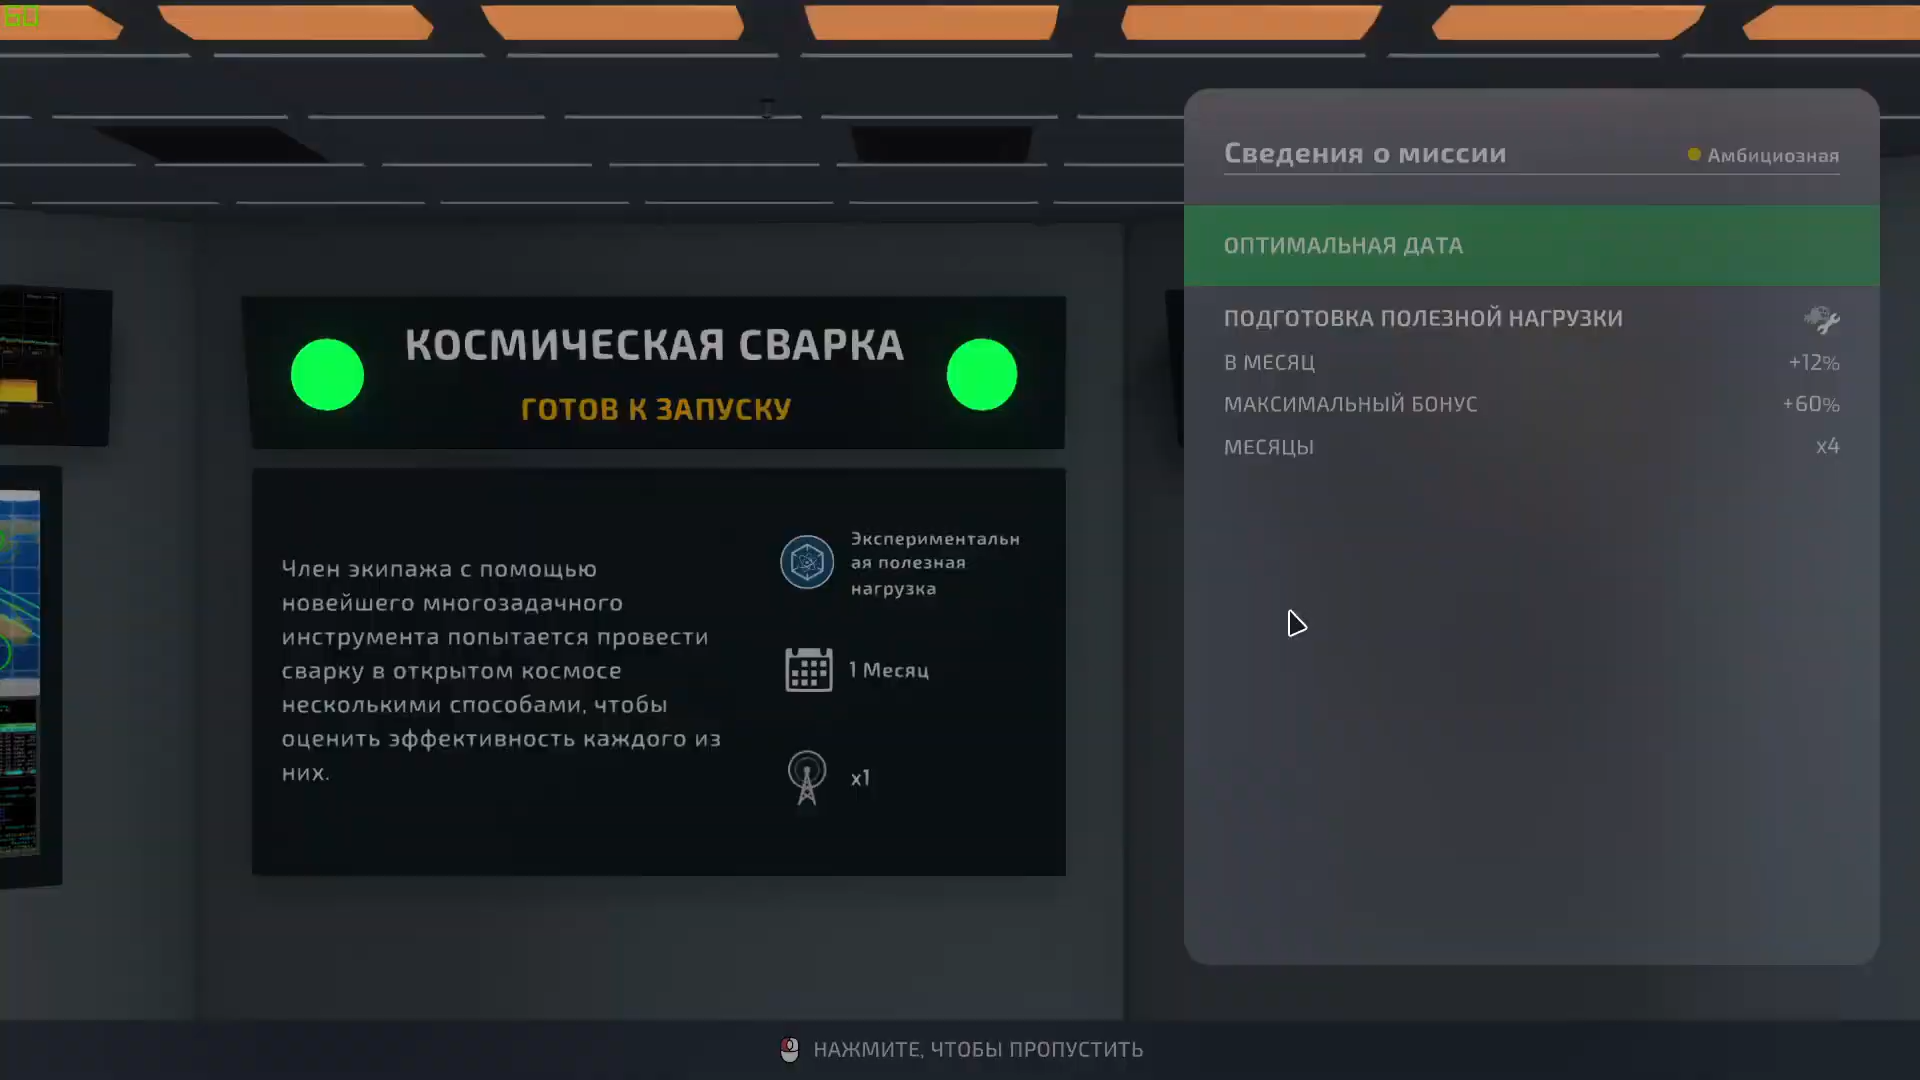 60
Сведения о миссии
Амбициозная
ОПТИМАЛЬНАЯ ДАТА
ПОДГОТОВКА ПОЛЕЗНОЙ НАГРУЗКИ
В МЕСЯЦ +12%
МАКСИМАЛЬНЫЙ БОНУС +60%
МЕСЯЦЫ x4
КОСМИЧЕСКАЯ СВАРКА
ГОТОВ К ЗАПУСКУ
Член экипажа с помощью
новейшего многозадачного
инструмента попытается провести
сварку в открытом космосе
несколькими способами, чтобы
оценить эффективность каждого из
них.
Экспериментальн
ая полезная
нагрузка
1 Месяц
x1
НАЖМИТЕ, ЧТОБЫ ПРОПУСТИТЬ